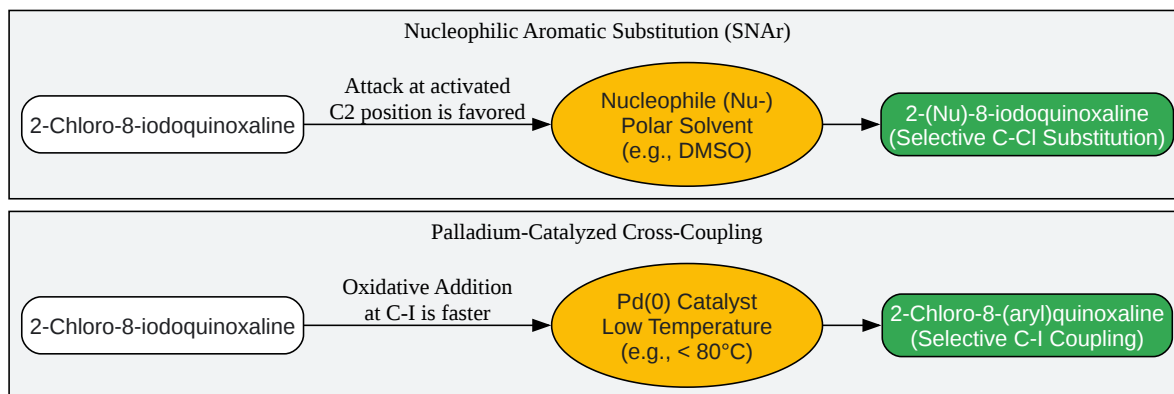 Nucleophilic Aromatic Substitution (SNAr)
Attack at activated
C2 position is favored
2-Chloro-8-iodoquinoxaline
Nucleophile (Nu-)
Polar Solvent
(e.g., DMSO)
2-(Nu)-8-iodoquinoxaline
(Selective C-Cl Substitution)
Palladium-Catalyzed Cross-Coupling
Oxidative Addition
at C-I is faster
2-Chloro-8-iodoquinoxaline
Pd(0) Catalyst
Low Temperature
(e.g., < 80°C)
2-Chloro-8-(aryl)quinoxaline
(Selective C-I Coupling)